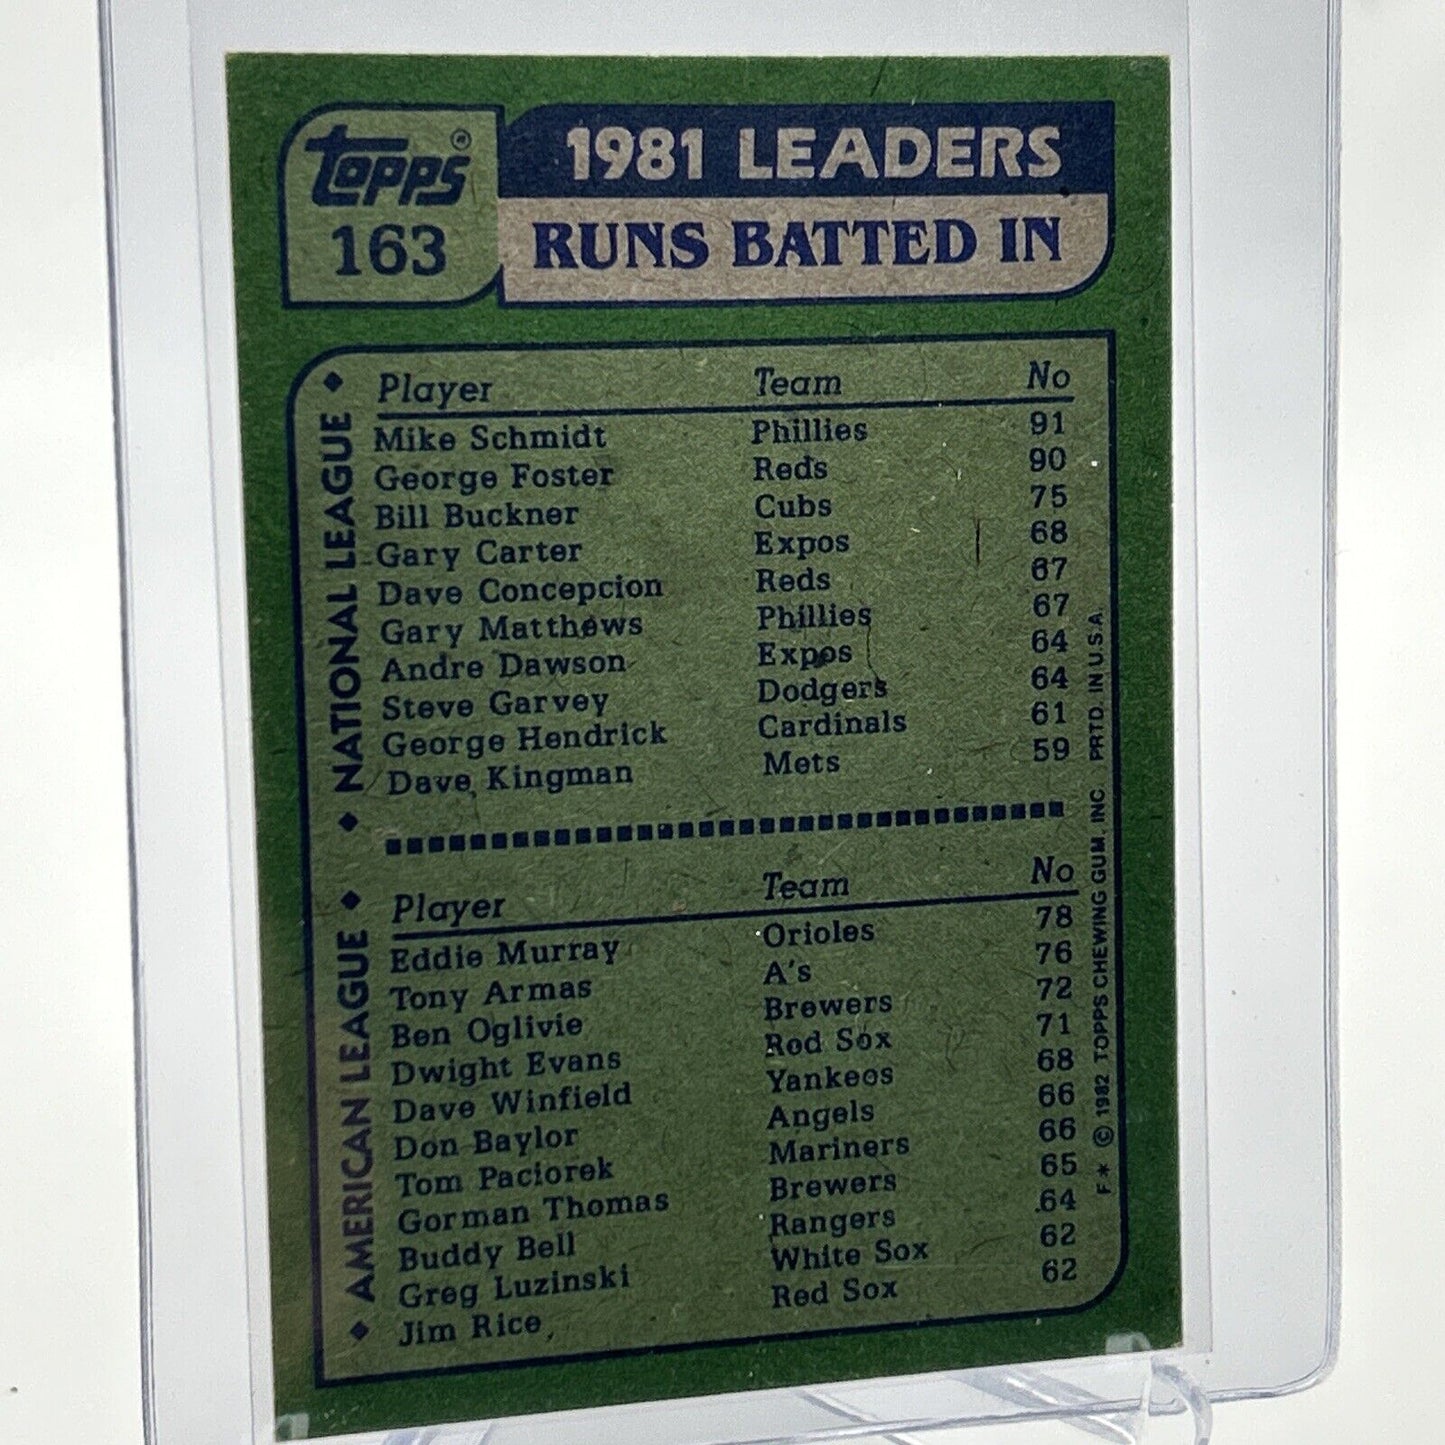 topps®
163
1981 LEADERS
RUNS BATTED IN
NATIONAL LEAGUE
Player Team No
Mike Schmidt Phillies 91
George Foster Reds 90
Bill Buckner Cubs 75
Gary Carter Expos 68
Dave Concepcion Reds 67
Gary Matthews Phillies 67
Andre Dawson Expos 64
Steve Garvey Dodgers 64
George Hendrick Cardinals 61
Dave Kingman Mets 59
AMERICAN LEAGUE
Player Team No
Eddie Murray Orioles 78
Tony Armas A's 76
Ben Oglivie Brewers 72
Dwight Evans Red Sox 71
Dave Winfield Yankees 68
Don Baylor Angels 66
Tom Paciorek Mariners 66
Gorman Thomas Brewers 65
Buddy Bell Rangers 64
Greg Luzinski White Sox 62
Jim Rice Red Sox 62
F* © 1982 TOPPS CHEWING GUM, INC. PRTD. IN U.S.A.